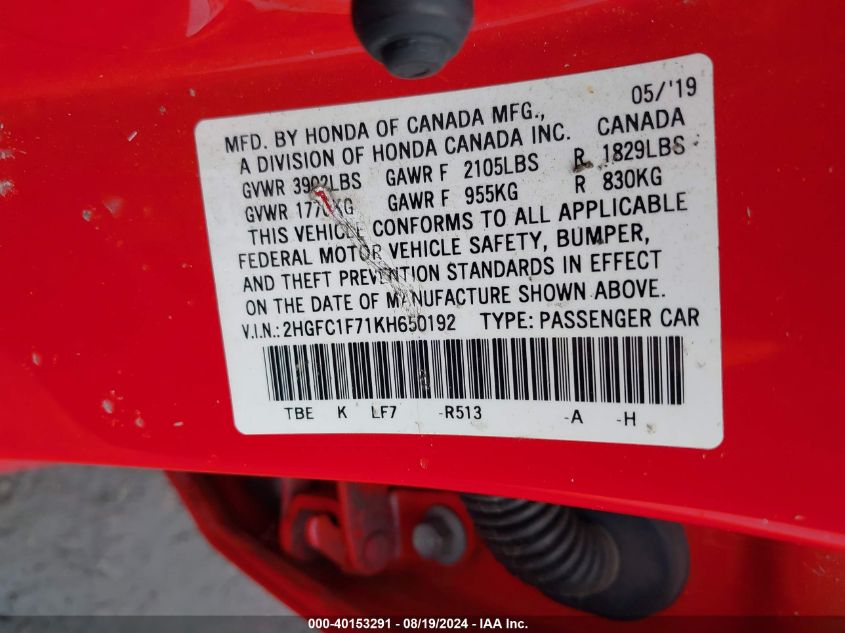 05/'19
MFD. BY HONDA OF CANADA MFG.,
A DIVISION OF HONDA CANADA INC. CANADA
GVWR 3902LBS GAWR F 2105LBS R 1829LBS
GVWR 1770KG GAWR F 955KG R 830KG
THIS VEHICLE CONFORMS TO ALL APPLICABLE
FEDERAL MOTOR VEHICLE SAFETY, BUMPER,
AND THEFT PREVENTION STANDARDS IN EFFECT
ON THE DATE OF MANUFACTURE SHOWN ABOVE.
V.I.N.: 2HGFC1F71KH650192 TYPE: PASSENGER CAR
TBE K LF7 -R513 -A -H
000-40153291 - 08/19/2024 - IAA Inc.